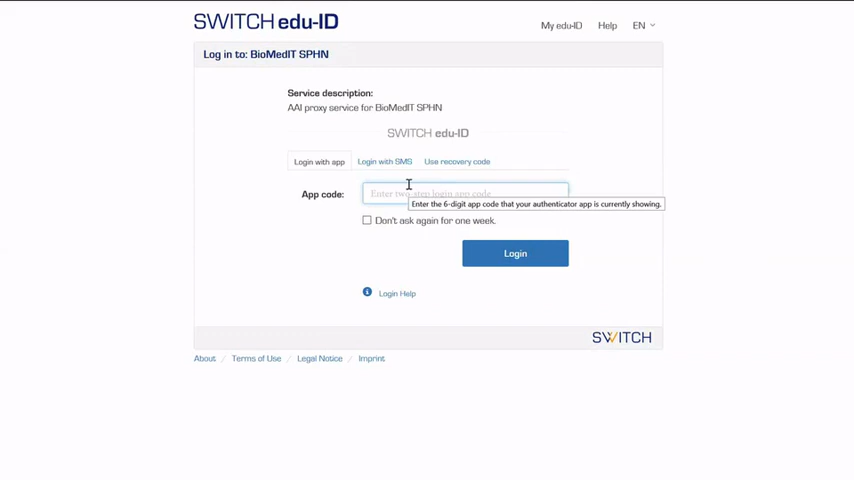 SWITCH edu-ID
My edu-ID Help EN
Log in to: BioMedIT SPHN
Service description:
AAI proxy service for BioMedIT SPHN
SWITCH edu-ID
Login with app Login with SMS Use recovery code
App code: Enter two-step login app code
Enter the 6-digit app code that your authenticator app is currently showing.
Don't ask again for one week.
Login
Login Help
SWITCH
About / Terms of Use / Legal Notice / Imprint